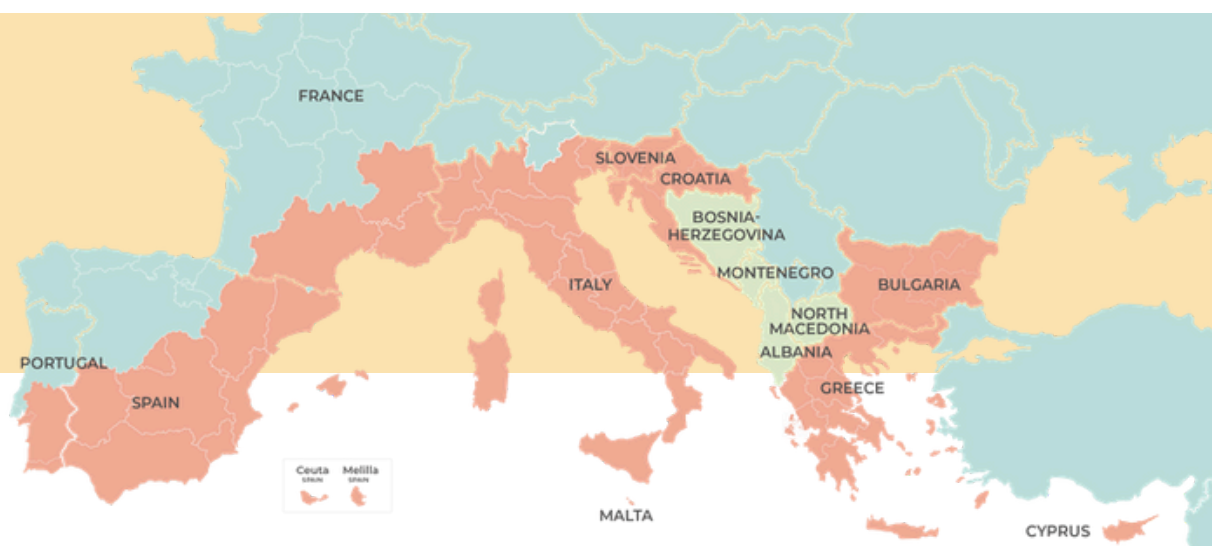 FRANCE
SLOVENIA
CROATIA
BOSNIA-
HERZEGOVINA
MONTENEGRO
ITALY
BULGARIA
NORTH
MACEDONIA
ALBANIA
PORTUGAL
GREECE
SPAIN
Ceuta Melilla
SPAIN SPAIN
MALTA
CYPRUS